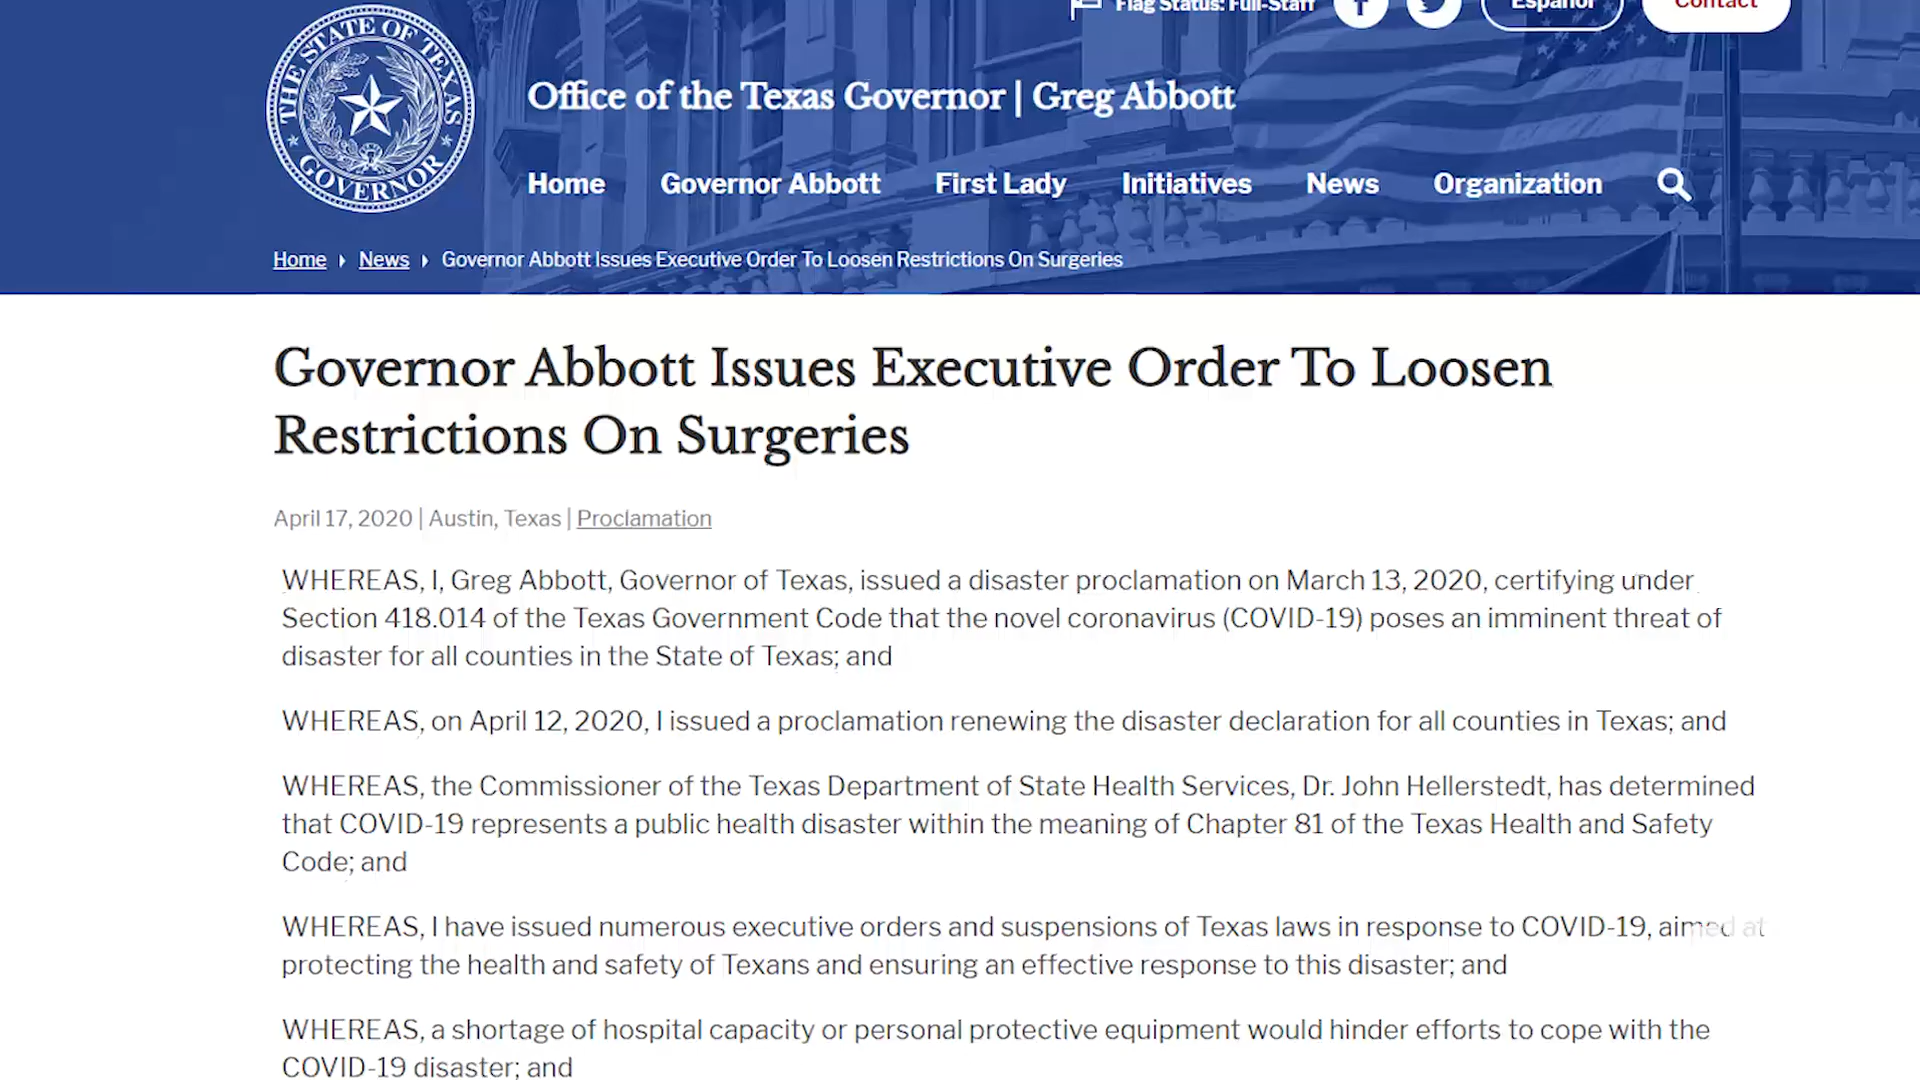 THE STATE OF TEXAS
GOVERNOR
Flag Status: Full-Staff
Español
Contact
Office of the Texas Governor | Greg Abbott
Home Governor Abbott First Lady Initiatives News Organization
Home News Governor Abbott Issues Executive Order To Loosen Restrictions On Surgeries
Governor Abbott Issues Executive Order To Loosen
Restrictions On Surgeries
April 17, 2020 | Austin, Texas | Proclamation
WHEREAS, I, Greg Abbott, Governor of Texas, issued a disaster proclamation on March 13, 2020, certifying under
Section 418.014 of the Texas Government Code that the novel coronavirus (COVID-19) poses an imminent threat of
disaster for all counties in the State of Texas; and
WHEREAS, on April 12, 2020, I issued a proclamation renewing the disaster declaration for all counties in Texas; and
WHEREAS, the Commissioner of the Texas Department of State Health Services, Dr. John Hellerstedt, has determined
that COVID-19 represents a public health disaster within the meaning of Chapter 81 of the Texas Health and Safety
Code; and
WHEREAS, I have issued numerous executive orders and suspensions of Texas laws in response to COVID-19, aimed at
protecting the health and safety of Texans and ensuring an effective response to this disaster; and
WHEREAS, a shortage of hospital capacity or personal protective equipment would hinder efforts to cope with the
COVID-19 disaster; and